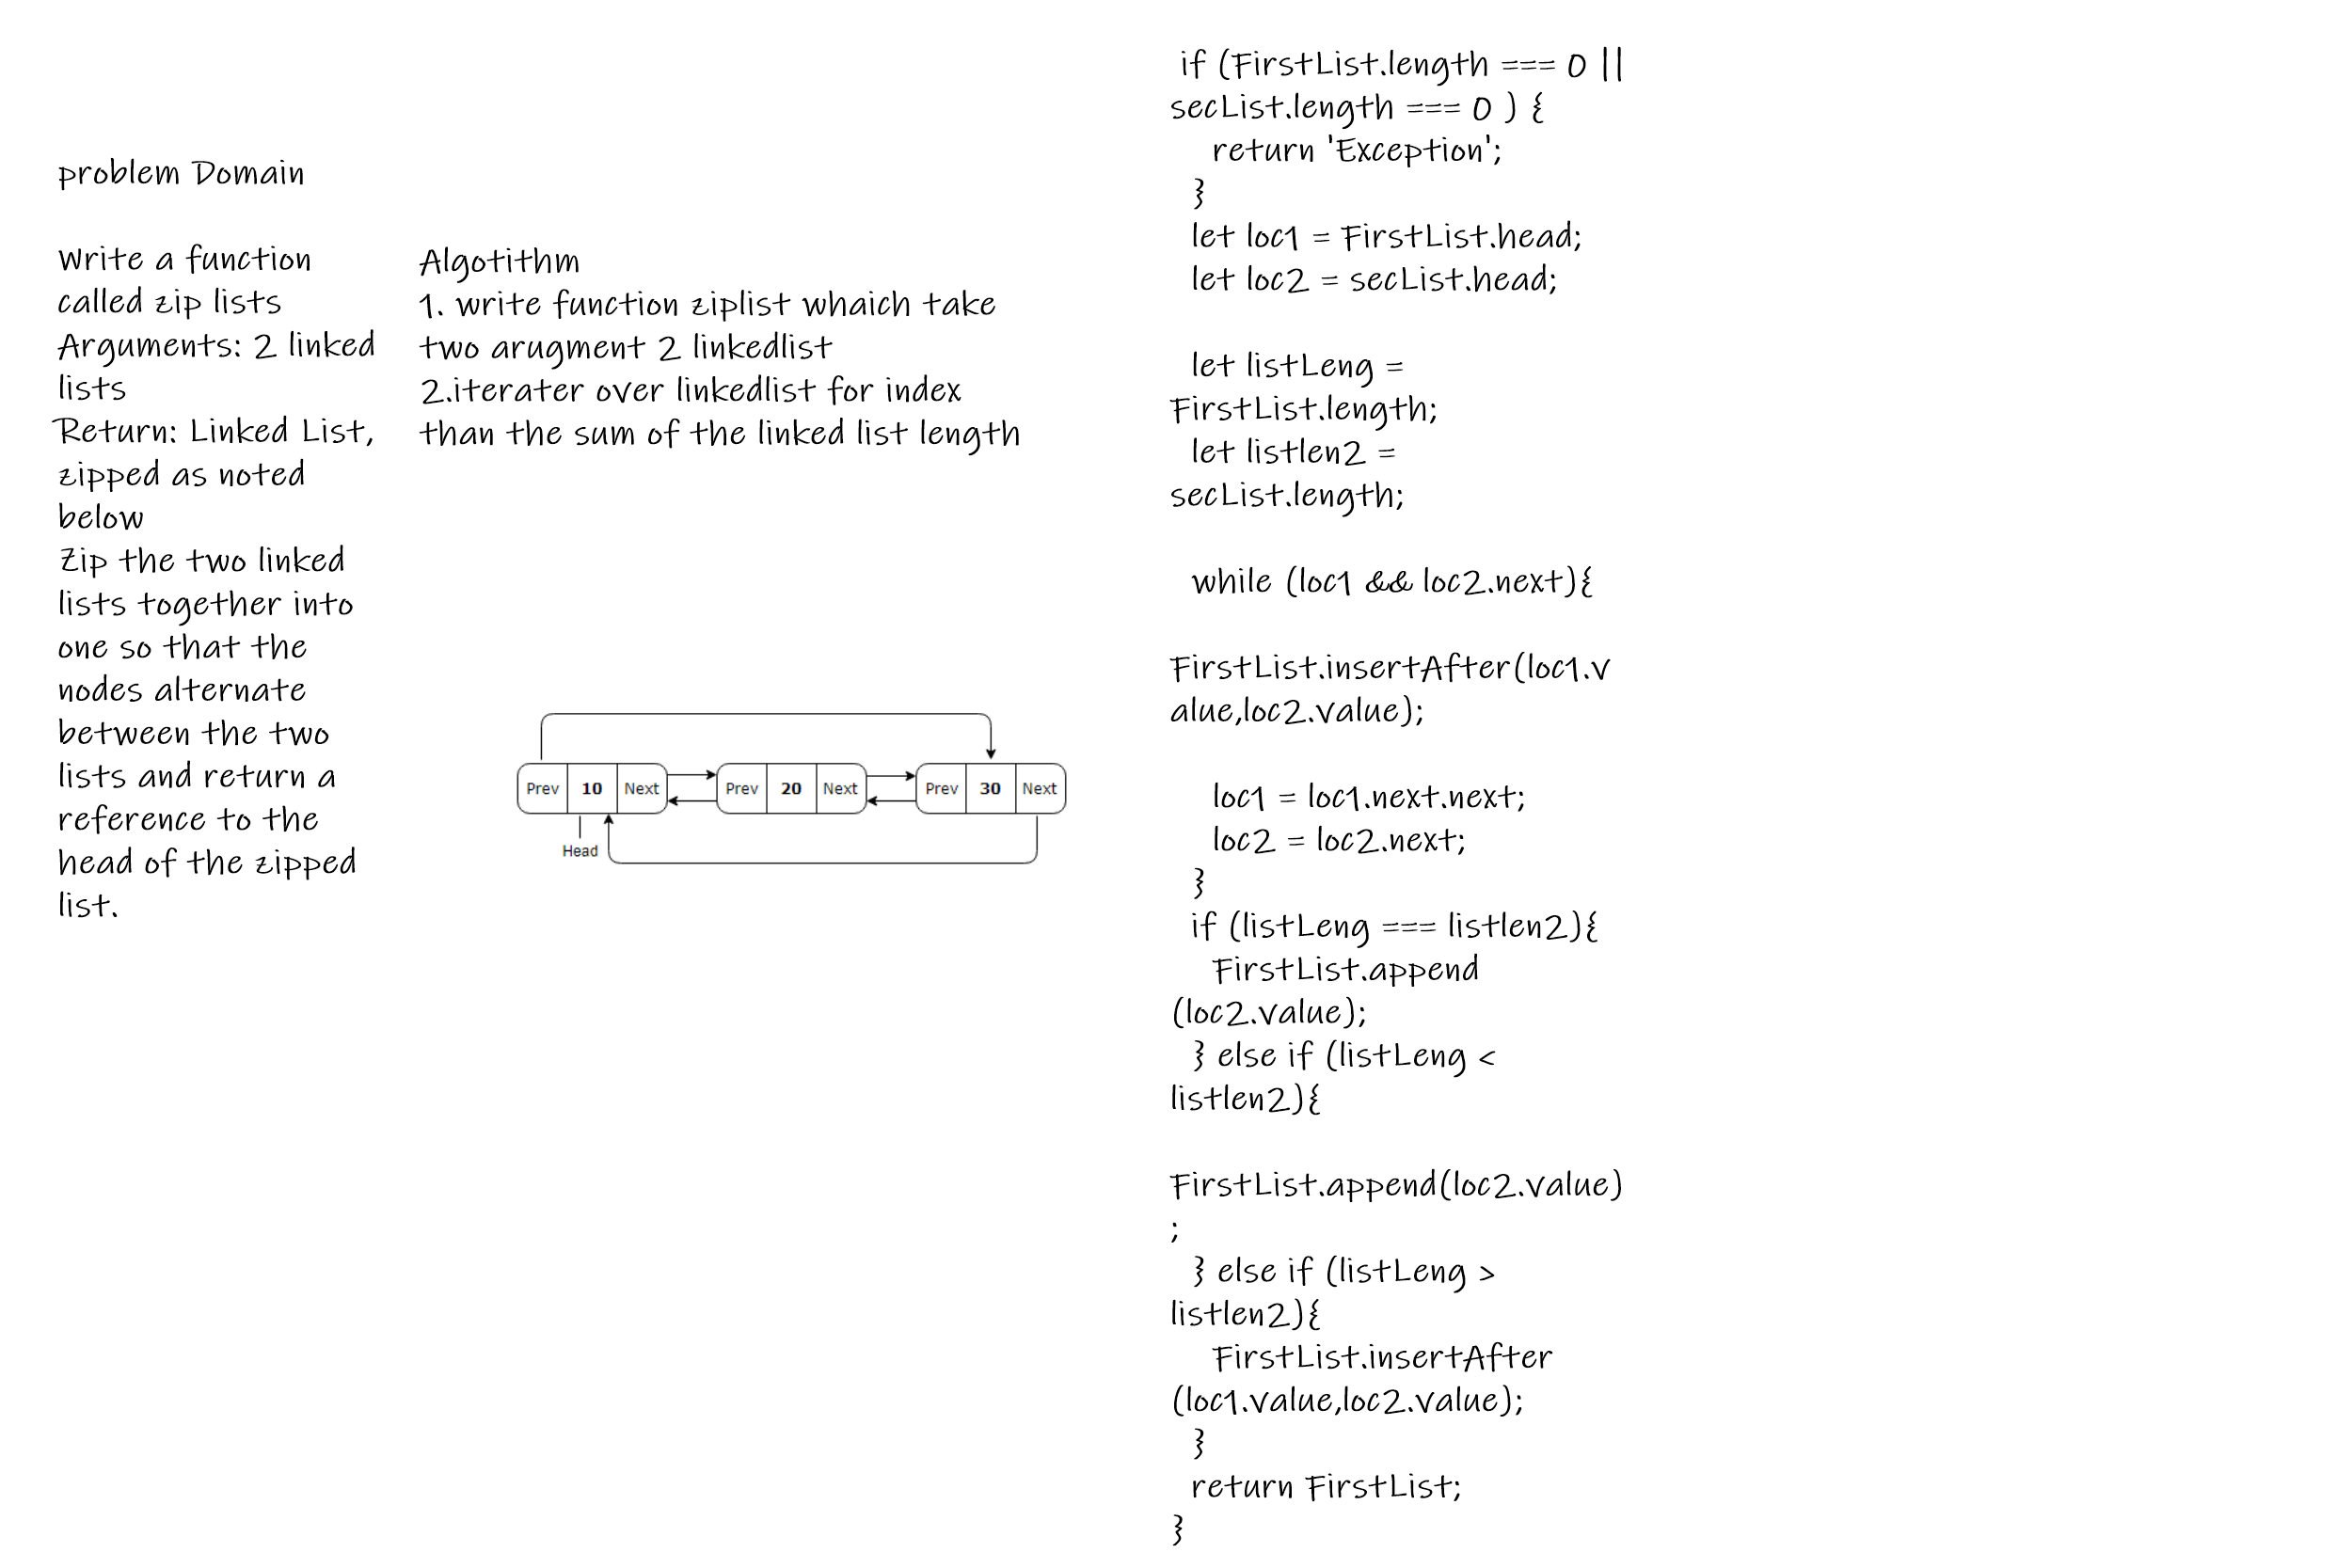 problem Domain
Write a function
called zip lists
Arguments: 2 linked
lists
Return: Linked List,
zipped as noted
below
Zip the two linked
lists together into
one so that the
nodes alternate
between the two
lists and return a
reference to the
head of the zipped
list.
Algotithm
1. write function ziplist whaich take
two arugment 2 linkedlist
2.iterater over linkedlist for index
than the sum of the linked list length
Prev 10 Next Prev 20 Next Prev 30 Next
Head
if (FirstList.length === 0 ||
secList.length === 0 ) {
return 'Exception';
}
let loc1 = FirstList.head;
let loc2 = secList.head;
let listLeng =
FirstList.length;
let listlen2 =
secList.length;
while (loc1 && loc2.next){
FirstList.insertAfter(loc1.v
alue,loc2.value);
loc1 = loc1.next.next;
loc2 = loc2.next;
}
if (listLeng === listlen2){
FirstList.append
(loc2.value);
} else if (listLeng <
listlen2){
FirstList.append(loc2.value)
;
} else if (listLeng >
listlen2){
FirstList.insertAfter
(loc1.value,loc2.value);
}
return FirstList;
}